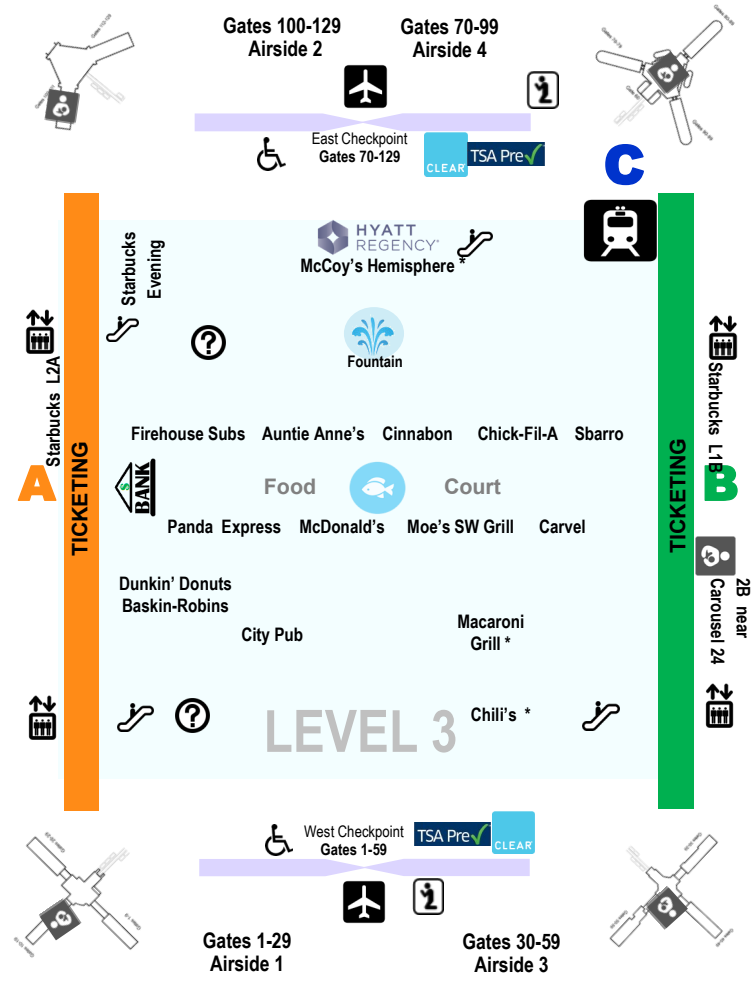 Gates 100-129
Airside 2
Gates 70-99
Airside 4
East Checkpoint
Gates 70-129
CLEAR
TSA Pre✓
C
HYATT
REGENCY
McCoy's Hemisphere *
Starbucks
Evening
?
Fountain
Starbucks L2A
Starbucks L1B
Firehouse Subs
Auntie Anne's
Cinnabon
Chick-Fil-A
Sbarro
A
TICKETING
$
BANK
Food
Court
TICKETING
B
Panda Express
McDonald's
Moe's SW Grill
Carvel
Dunkin' Donuts
Baskin-Robins
2B near
Carousel 24
City Pub
Macaroni
Grill *
?
LEVEL 3
Chili's *
West Checkpoint
Gates 1-59
TSA Pre✓
CLEAR
Gates 1-29
Airside 1
Gates 30-59
Airside 3